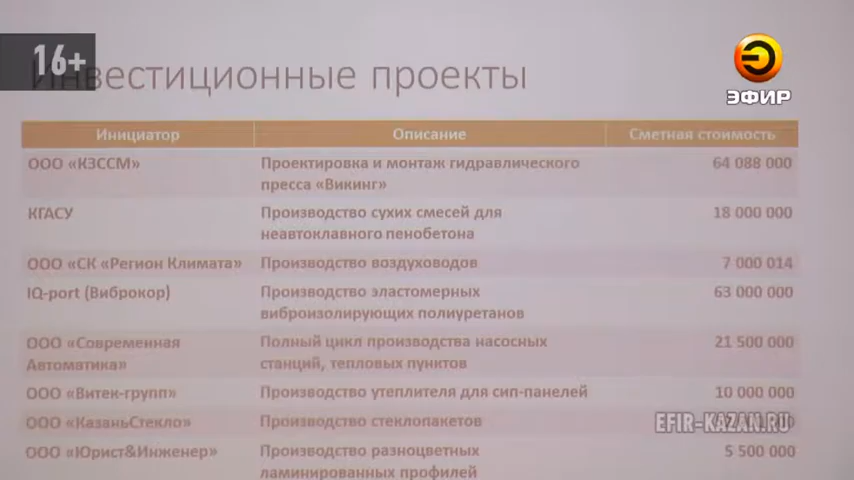 16+
Инвестиционные проекты
ЭФИР
Инициатор Описание Сметная стоимость
ООО «КЗССМ» Проектировка и монтаж гидравлического 64 088 000
пресса «Викинг»
КГАСУ Производство сухих смесей для 18 000 000
неавтоклавного пенобетона
ООО «СК «Регион Климата» Производство воздуховодов 7 000 014
IQ-port (Виброкор) Производство эластомерных 63 000 000
виброизолирующих полиуретанов
ООО «Современная Полный цикл производства насосных 21 500 000
Автоматика» станций, тепловых пунктов
ООО «Витек-групп» Производство утеплителя для сип-панелей 10 000 000
ООО «КазаньСтекло» Производство стеклопакетов
EFIR-KAZAN.RU
ООО «Юрист&Инженер» Производство разноцветных 5 500 000
ламинированных профилей